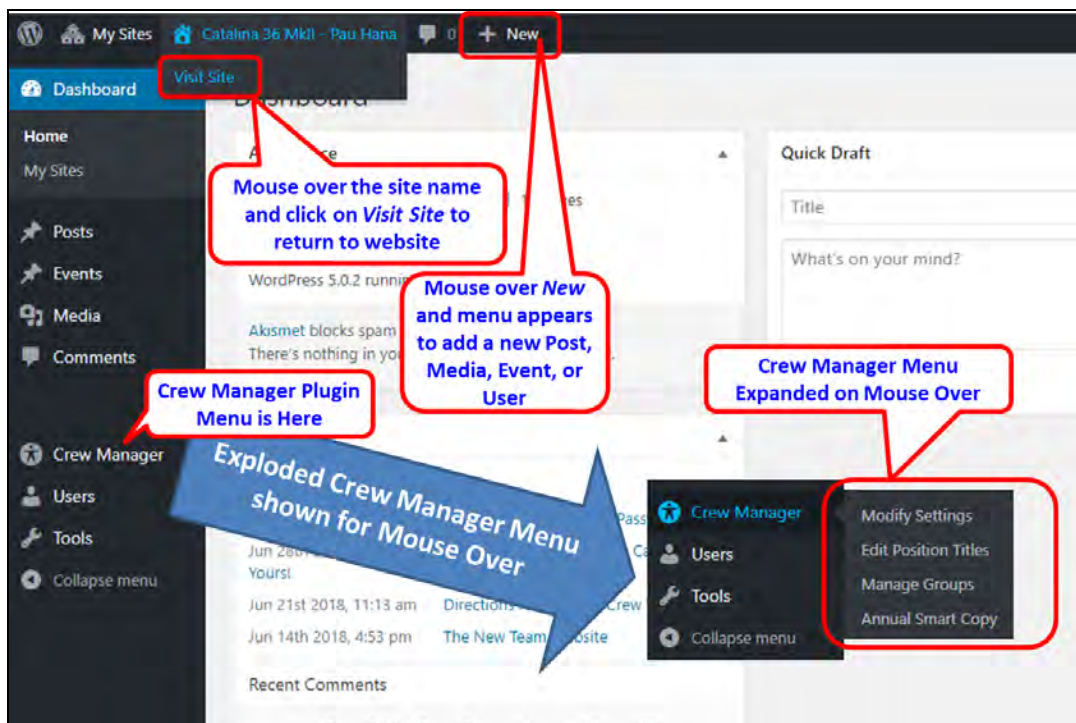 My Sites Catalina 36 MkII - Pau Hana 0 + New
Visit Site
Dashboard
Dashboard
Home
My Sites
Posts
Events
Media
Comments
Crew Manager
Users
Tools
Collapse menu
Mouse over the site name
and click on Visit Site to
return to website
WordPress 5.0.2
Akismet blocks spam
There's nothing in
Mouse over New
and menu appears
to add a new Post,
Media, Event, or
User
Quick Draft
Title
What's on your mind?
Crew Manager Plugin
Menu is Here
Exploded Crew Manager Menu
shown for Mouse Over
Yours!
Jun 21st 2018, 11:13 am Directions Crew
Jun 14th 2018, 4:53 pm The New Team
Recent Comments
Crew Manager Menu
Expanded on Mouse Over
Crew Manager
Users
Tools
Collapse menu
Modify Settings
Edit Position Titles
Manage Groups
Annual Smart Copy